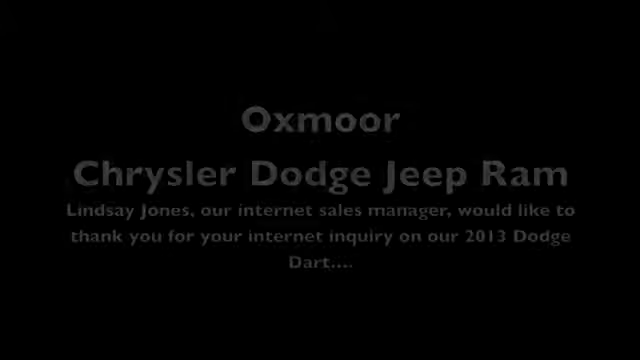 Oxmoor
Chrysler Dodge Jeep Ram
Lindsay Jones, our internet sales manager, would like to
thank you for your internet inquiry on our 2013 Dodge
Dart....